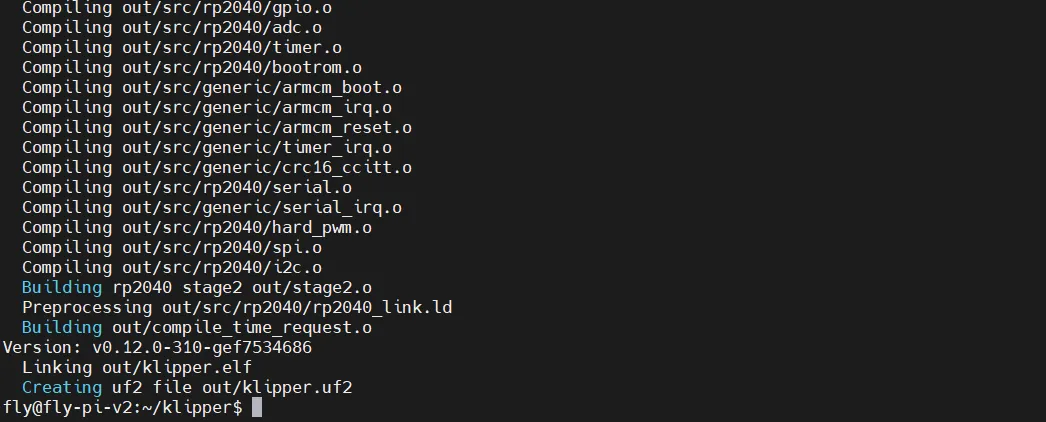 Compiling out/src/rp2040/gpio.o
Compiling out/src/rp2040/adc.o
Compiling out/src/rp2040/timer.o
Compiling out/src/rp2040/bootrom.o
Compiling out/src/generic/armcm_boot.o
Compiling out/src/generic/armcm_irq.o
Compiling out/src/generic/armcm_reset.o
Compiling out/src/generic/timer_irq.o
Compiling out/src/generic/crc16_ccitt.o
Compiling out/src/rp2040/serial.o
Compiling out/src/generic/serial_irq.o
Compiling out/src/rp2040/hard_pwm.o
Compiling out/src/rp2040/spi.o
Compiling out/src/rp2040/i2c.o
Building rp2040 stage2 out/stage2.o
Preprocessing out/src/rp2040/rp2040_link.ld
Building out/compile_time_request.o
Version: v0.12.0-310-gef7534686
Linking out/klipper.elf
Creating uf2 file out/klipper.uf2
fly@fly-pi-v2:~/klipper$